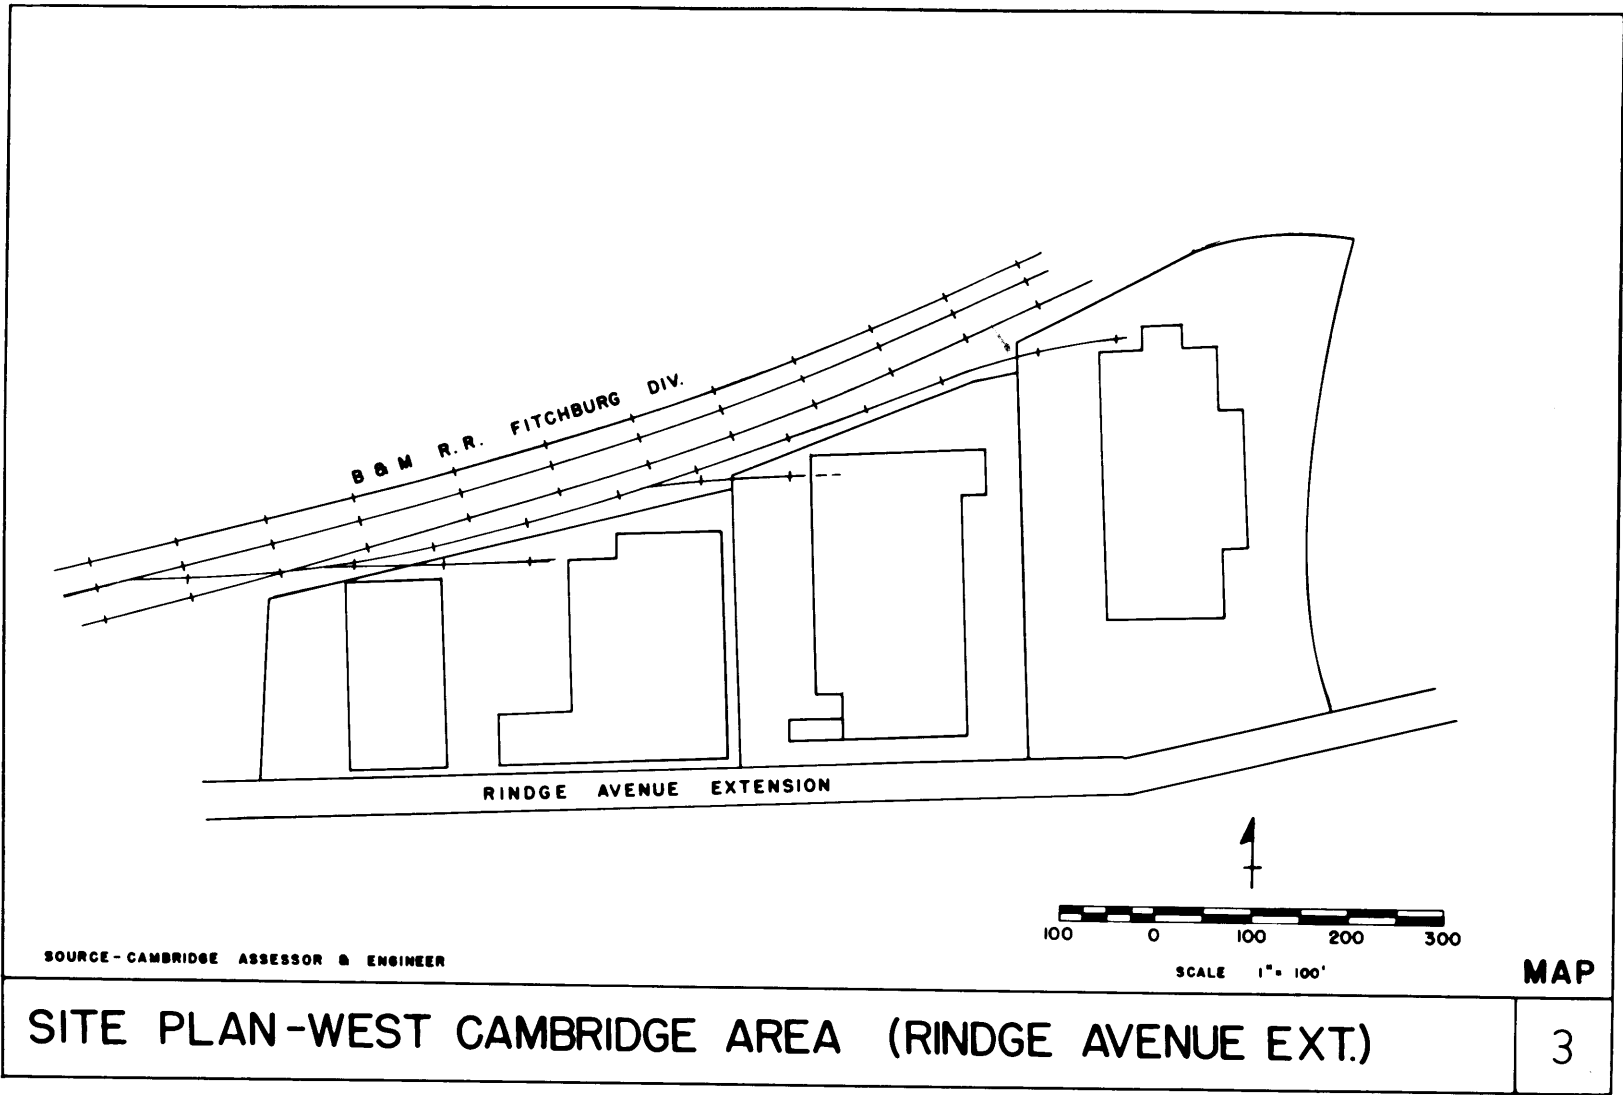 B & M R.R. FITCHBURG DIV.
RINDGE AVENUE EXTENSION
100 0 100 200 300
SCALE 1"= 100'
SOURCE-CAMBRIDGE ASSESSOR & ENGINEER
MAP
SITE PLAN-WEST CAMBRIDGE AREA (RINDGE AVENUE EXT.)
3